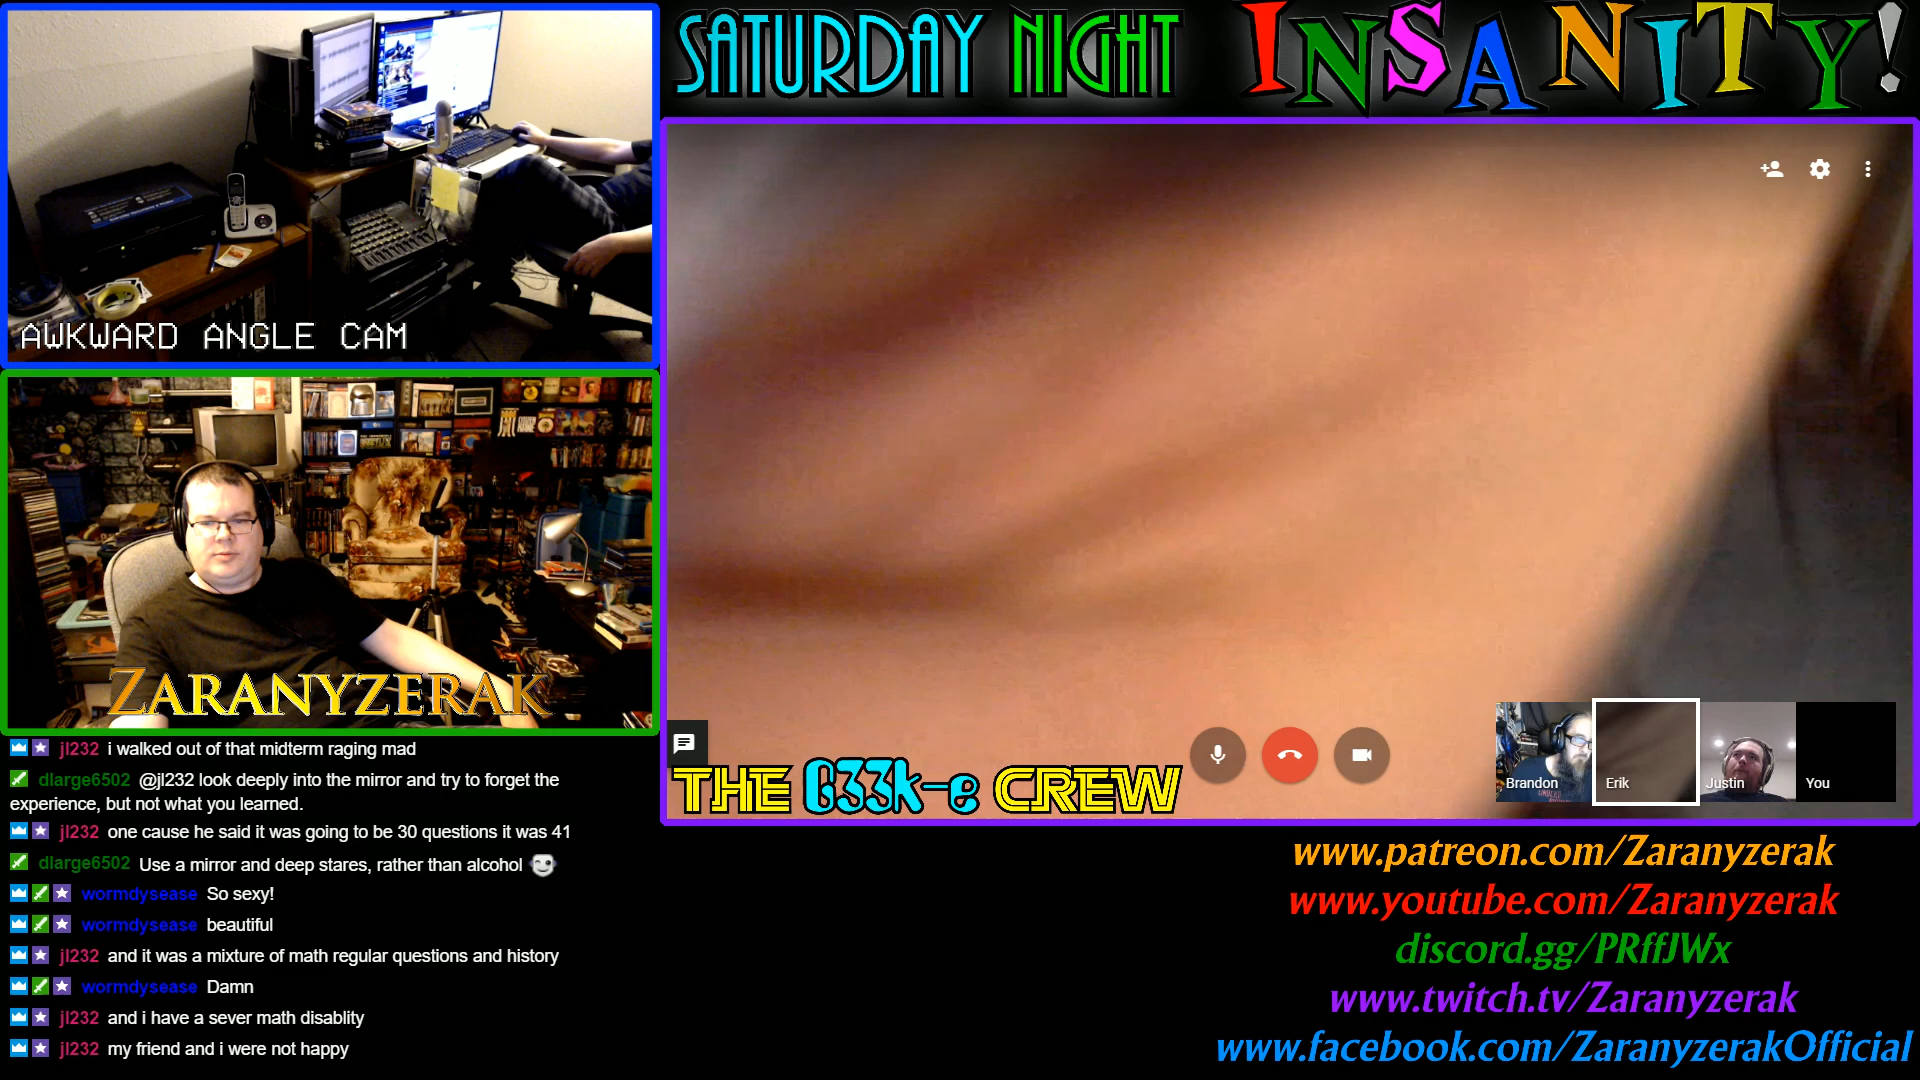 SATURDAY NIGHT INSANITY!
AWKWARD ANGLE CAM
ZARANYZERAK
jl232 i walked out of that midterm raging mad
dlarge6502 @jl232 look deeply into the mirror and try to forget the
experience, but not what you learned.
jl232 one cause he said it was going to be 30 questions it was 41
dlarge6502 Use a mirror and deep stares, rather than alcohol
wormdysease So sexy!
wormdysease beautiful
jl232 and it was a mixture of math regular questions and history
wormdysease Damn
jl232 and i have a sever math disablity
jl232 my friend and i were not happy
THE G33k-e CREW
Brandon
Erik
Justin
You
www.patreon.com/Zaranyzerak
www.youtube.com/Zaranyzerak
discord.gg/PRffJWx
www.twitch.tv/Zaranyzerak
www.facebook.com/ZaranyzerakOfficial